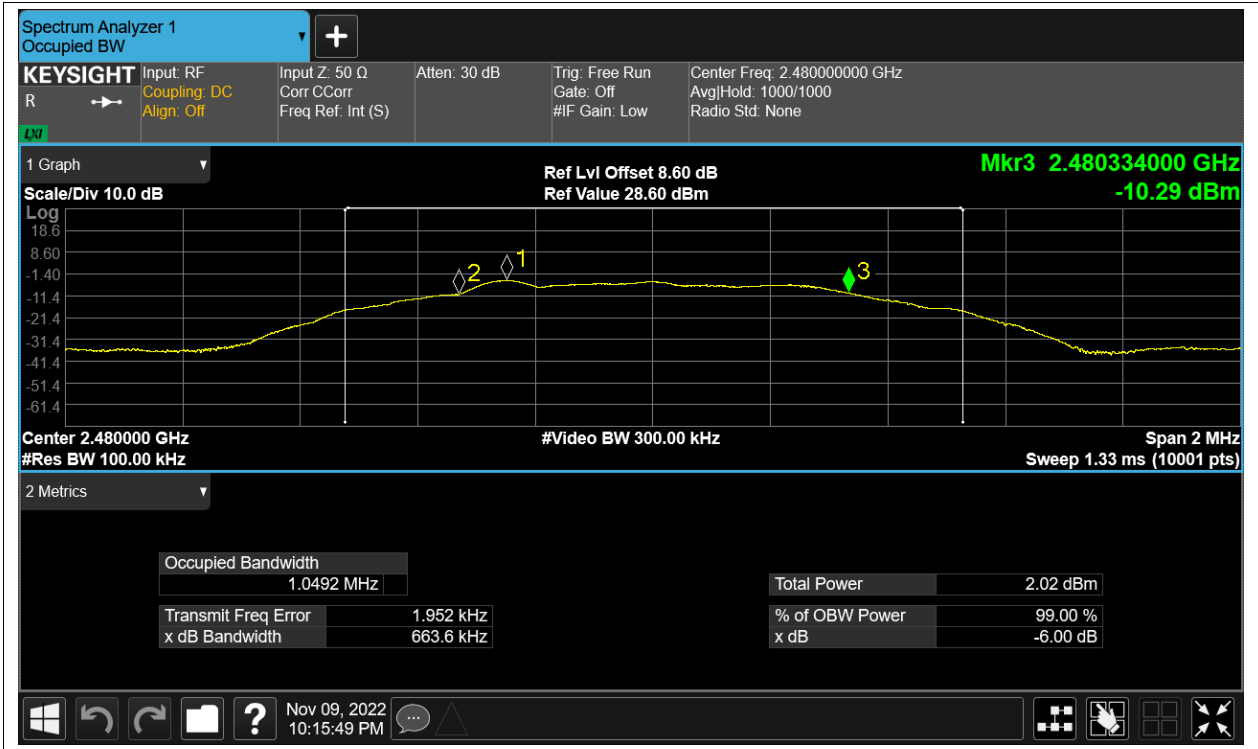 Spectrum Analyzer 1
Occupied BW
+
KEYSIGHT
R
LXI
Input: RF
Coupling: DC
Align: Off
Input Z: 50 Ω
Corr CCorr
Freq Ref: Int (S)
Atten: 30 dB
Trig: Free Run
Gate: Off
#IF Gain: Low
Center Freq: 2.480000000 GHz
Avg|Hold: 1000/1000
Radio Std: None
1 Graph
Scale/Div 10.0 dB
Ref Lvl Offset 8.60 dB
Ref Value 28.60 dBm
Mkr3 2.480334000 GHz
-10.29 dBm
Log
18.6
8.60
-1.40
-11.4
-21.4
-31.4
-41.4
-51.4
-61.4
2
1
3
Center 2.480000 GHz
#Video BW 300.00 kHz
Span 2 MHz
#Res BW 100.00 kHz
Sweep 1.33 ms (10001 pts)
2 Metrics
Occupied Bandwidth
1.0492 MHz
Transmit Freq Error 1.952 kHz
x dB Bandwidth 663.6 kHz
Total Power 2.02 dBm
% of OBW Power 99.00 %
x dB -6.00 dB
?
Nov 09, 2022
10:15:49 PM